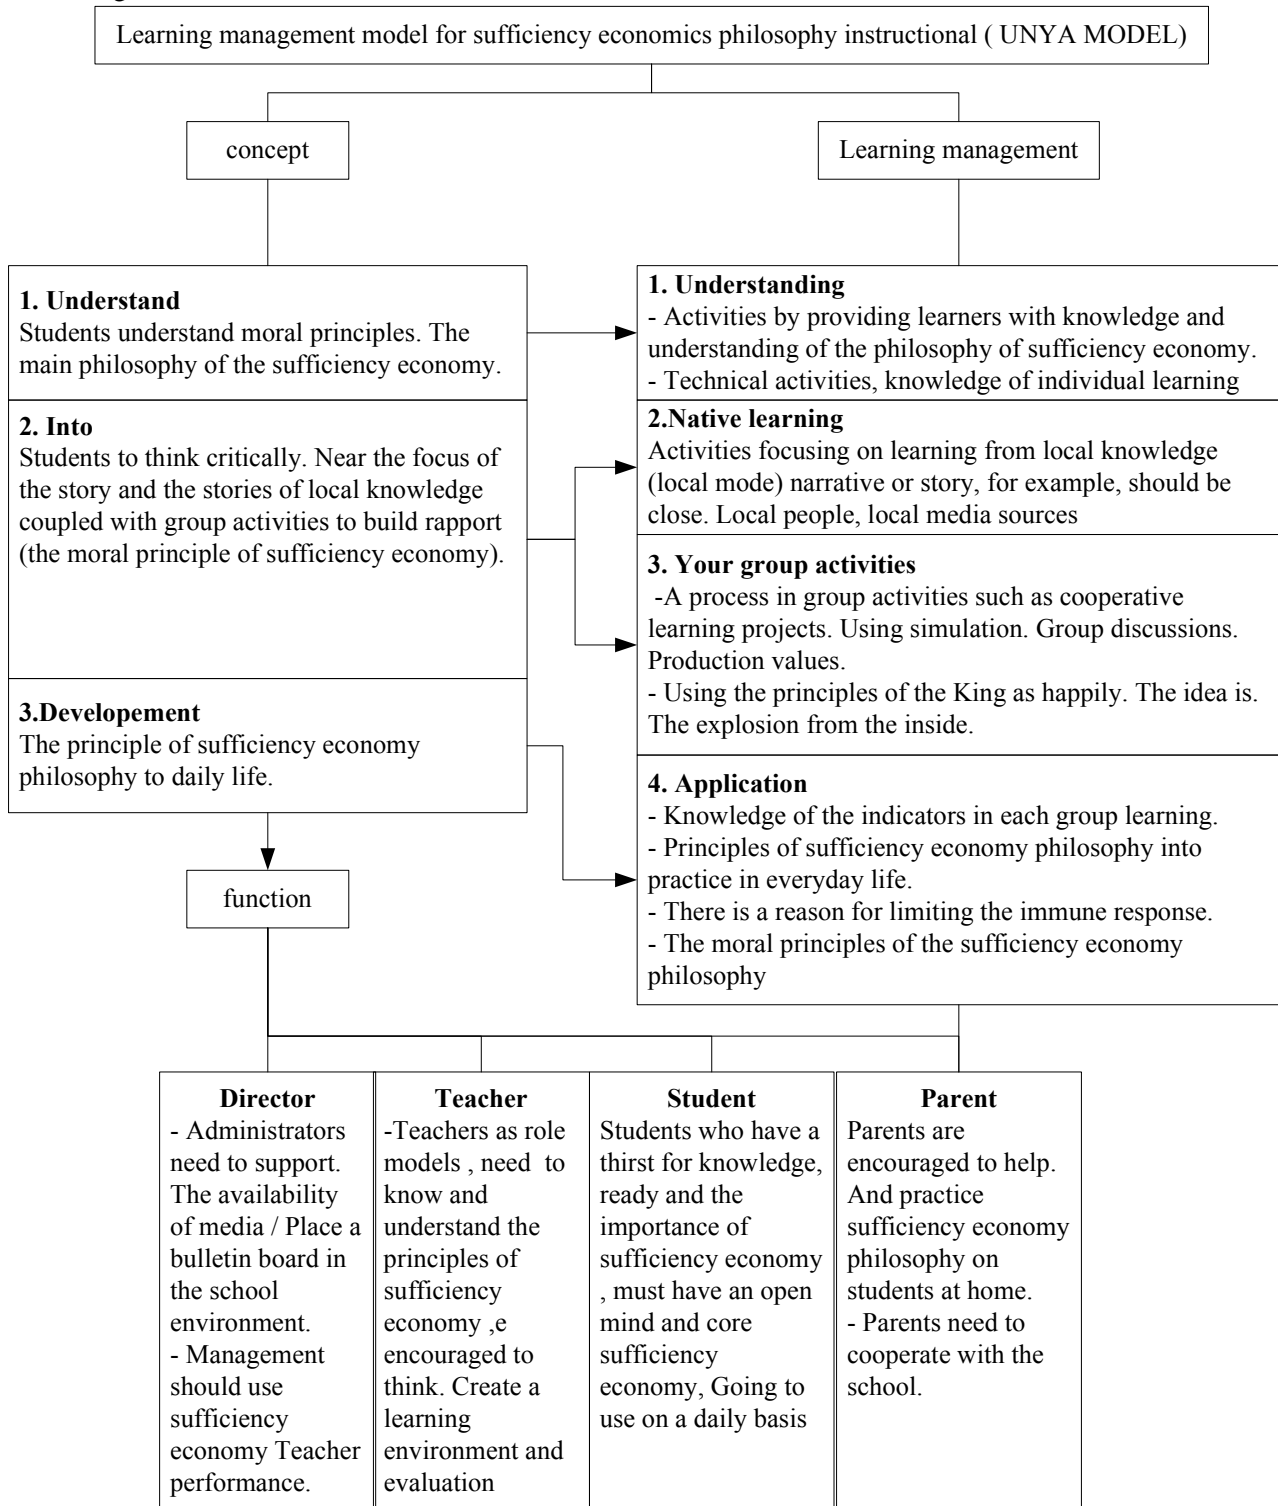 Learning management model for sufficiency economics philosophy instructional ( UNYA MODEL)
concept
Learning management
1. Understand
Students understand moral principles. The
main philosophy of the sufficiency economy.
2. Into
Students to think critically. Near the focus of
the story and the stories of local knowledge
coupled with group activities to build rapport
(the moral principle of sufficiency economy).
3.Developement
The principle of sufficiency economy
philosophy to daily life.
function
1. Understanding
- Activities by providing learners with knowledge and
understanding of the philosophy of sufficiency economy.
- Technical activities, knowledge of individual learning
2.Native learning
Activities focusing on learning from local knowledge
(local mode) narrative or story, for example, should be
close. Local people, local media sources
3. Your group activities
-A process in group activities such as cooperative
learning projects. Using simulation. Group discussions.
Production values.
- Using the principles of the King as happily. The idea is.
The explosion from the inside.
4. Application
- Knowledge of the indicators in each group learning.
- Principles of sufficiency economy philosophy into
practice in everyday life.
- There is a reason for limiting the immune response.
- The moral principles of the sufficiency economy
philosophy
Director
- Administrators
need to support.
The availability
of media / Place a
bulletin board in
the school
environment.
- Management
should use
sufficiency
economy Teacher
performance.
Teacher
-Teachers as role
models , need to
know and
understand the
principles of
sufficiency
economy ,e
encouraged to
think. Create a
learning
environment and
evaluation
Student
Students who have a
thirst for knowledge,
ready and the
importance of
sufficiency economy
, must have an open
mind and core
sufficiency
economy, Going to
use on a daily basis
Parent
Parents are
encouraged to help.
And practice
sufficiency economy
philosophy on
students at home.
- Parents need to
cooperate with the
school.